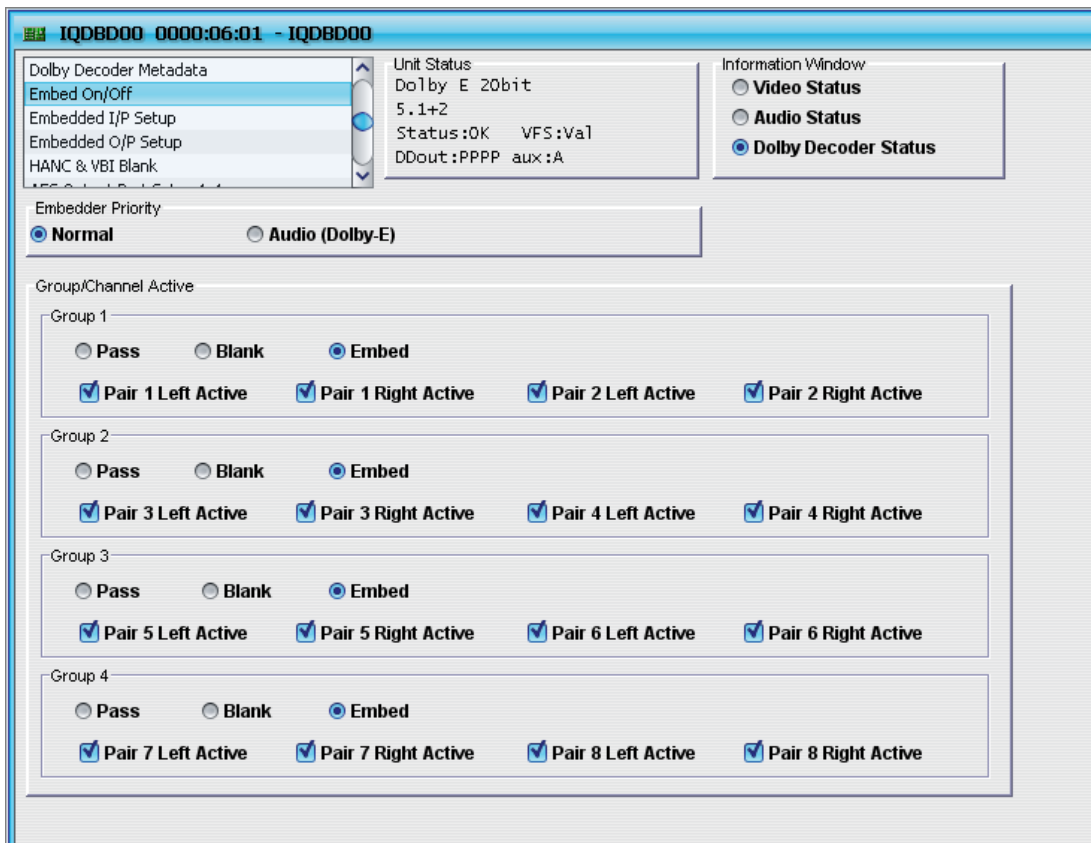 IQDBD00 0000:06:01 - IQDBD00
Dolby Decoder Metadata
Embed On/Off
Embedded I/P Setup
Embedded O/P Setup
HANC & VBI Blank
Unit Status
Dolby E 20bit
5.1+2
Status:OK VFS:Val
DDout:PPPP aux:A
Information Window
Video Status
Audio Status
Dolby Decoder Status
Embedder Priority
Normal Audio (Dolby-E)
Group/Channel Active
Group 1
Pass Blank Embed
Pair 1 Left Active Pair 1 Right Active Pair 2 Left Active Pair 2 Right Active
Group 2
Pass Blank Embed
Pair 3 Left Active Pair 3 Right Active Pair 4 Left Active Pair 4 Right Active
Group 3
Pass Blank Embed
Pair 5 Left Active Pair 5 Right Active Pair 6 Left Active Pair 6 Right Active
Group 4
Pass Blank Embed
Pair 7 Left Active Pair 7 Right Active Pair 8 Left Active Pair 8 Right Active